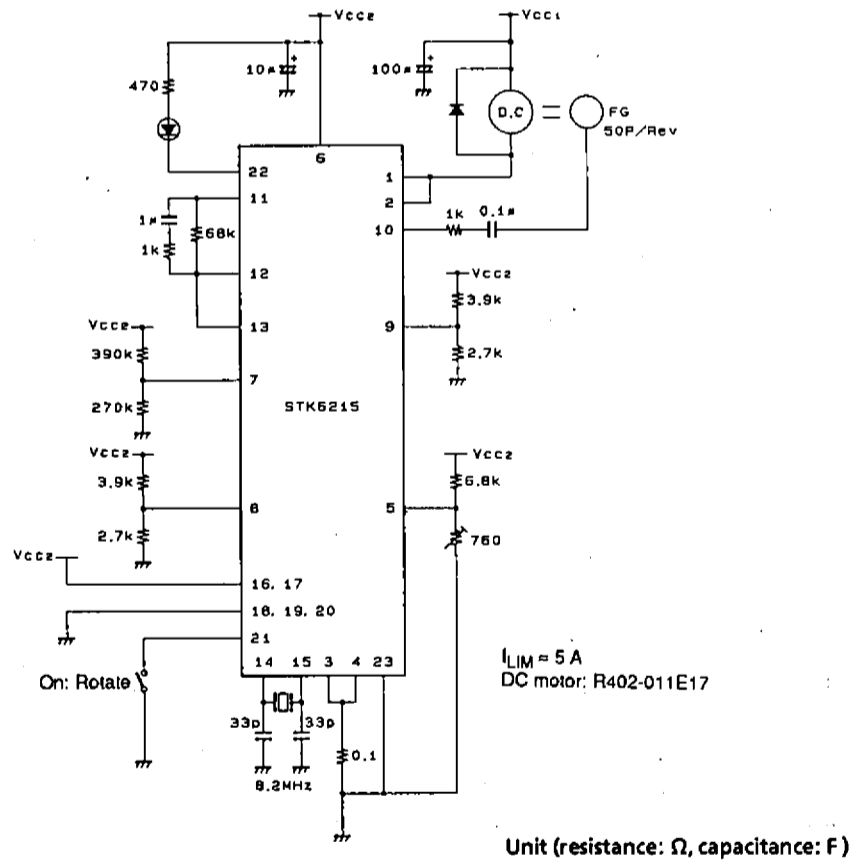 Vcc2
Vcc1
470
10μ
100μ
D.C
FG
50P/Rev
6
22
1
2
11
10
1k
0.1μ
1μ
68k
1k
12
Vcc2
3.9k
13
9
2.7k
Vcc2
390k
7
270k
STK6215
Vcc2
3.9k
8
2.7k
Vcc2
6.8k
5
760
Vcc2
16, 17
18, 19, 20
21
On: Rotate
14 15 3 4 23
33p
33p
8.2MHz
0.1
ILIM = 5 A
DC motor: R402-011E17
Unit (resistance: Ω, capacitance: F)